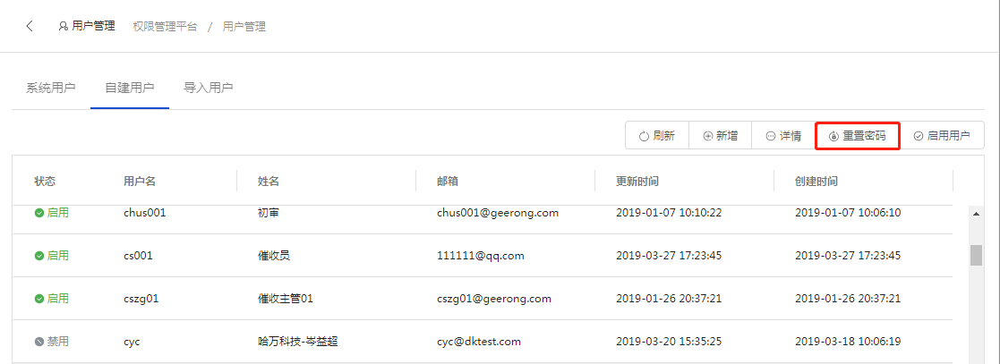 用户管理 权限管理平台 / 用户管理
系统用户 自建用户 导入用户
刷新 新增 详情 重置密码 启用用户
状态 用户名 姓名 邮箱 更新时间 创建时间
启用 chus001 初审 chus001@geerong.com 2019-01-07 10:10:22 2019-01-07 10:06:10
启用 cs001 催收员 111111@qq.com 2019-03-27 17:23:45 2019-03-27 17:23:45
启用 cszg01 催收主管01 cszg01@geerong.com 2019-01-26 20:37:21 2019-01-26 20:37:21
禁用 cyc 哈万科技-岑益超 cyc@dktest.com 2019-03-20 15:35:25 2019-03-18 10:06:19